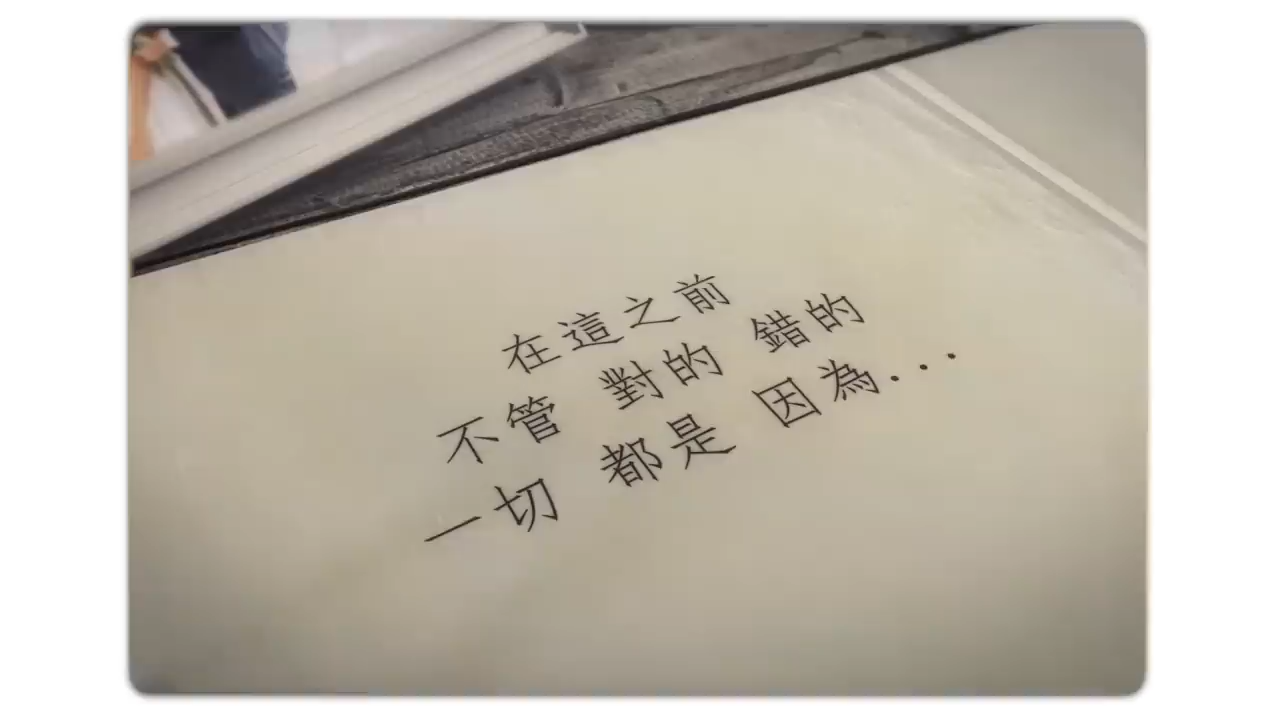 在這之前
不管 對的 錯的
一切 都是 因為...